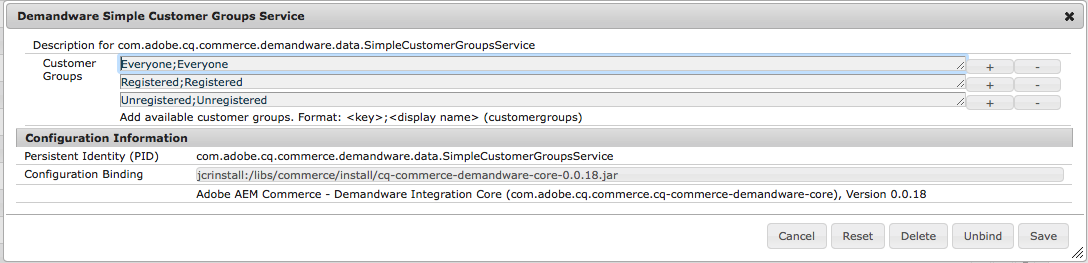 Demandware Simple Customer Groups Service
Description for com.adobe.cq.commerce.demandware.data.SimpleCustomerGroupsService
Customer Groups
Everyone;Everyone
+ -
Registered;Registered
+ -
Unregistered;Unregistered
+ -
Add available customer groups. Format: <key>;<display name> (customergroups)
Configuration Information
Persistent Identity (PID) com.adobe.cq.commerce.demandware.data.SimpleCustomerGroupsService
Configuration Binding jcrinstall:/libs/commerce/install/cq-commerce-demandware-core-0.0.18.jar
Adobe AEM Commerce - Demandware Integration Core (com.adobe.cq.commerce.cq-commerce-demandware-core), Version 0.0.18
Cancel Reset Delete Unbind Save